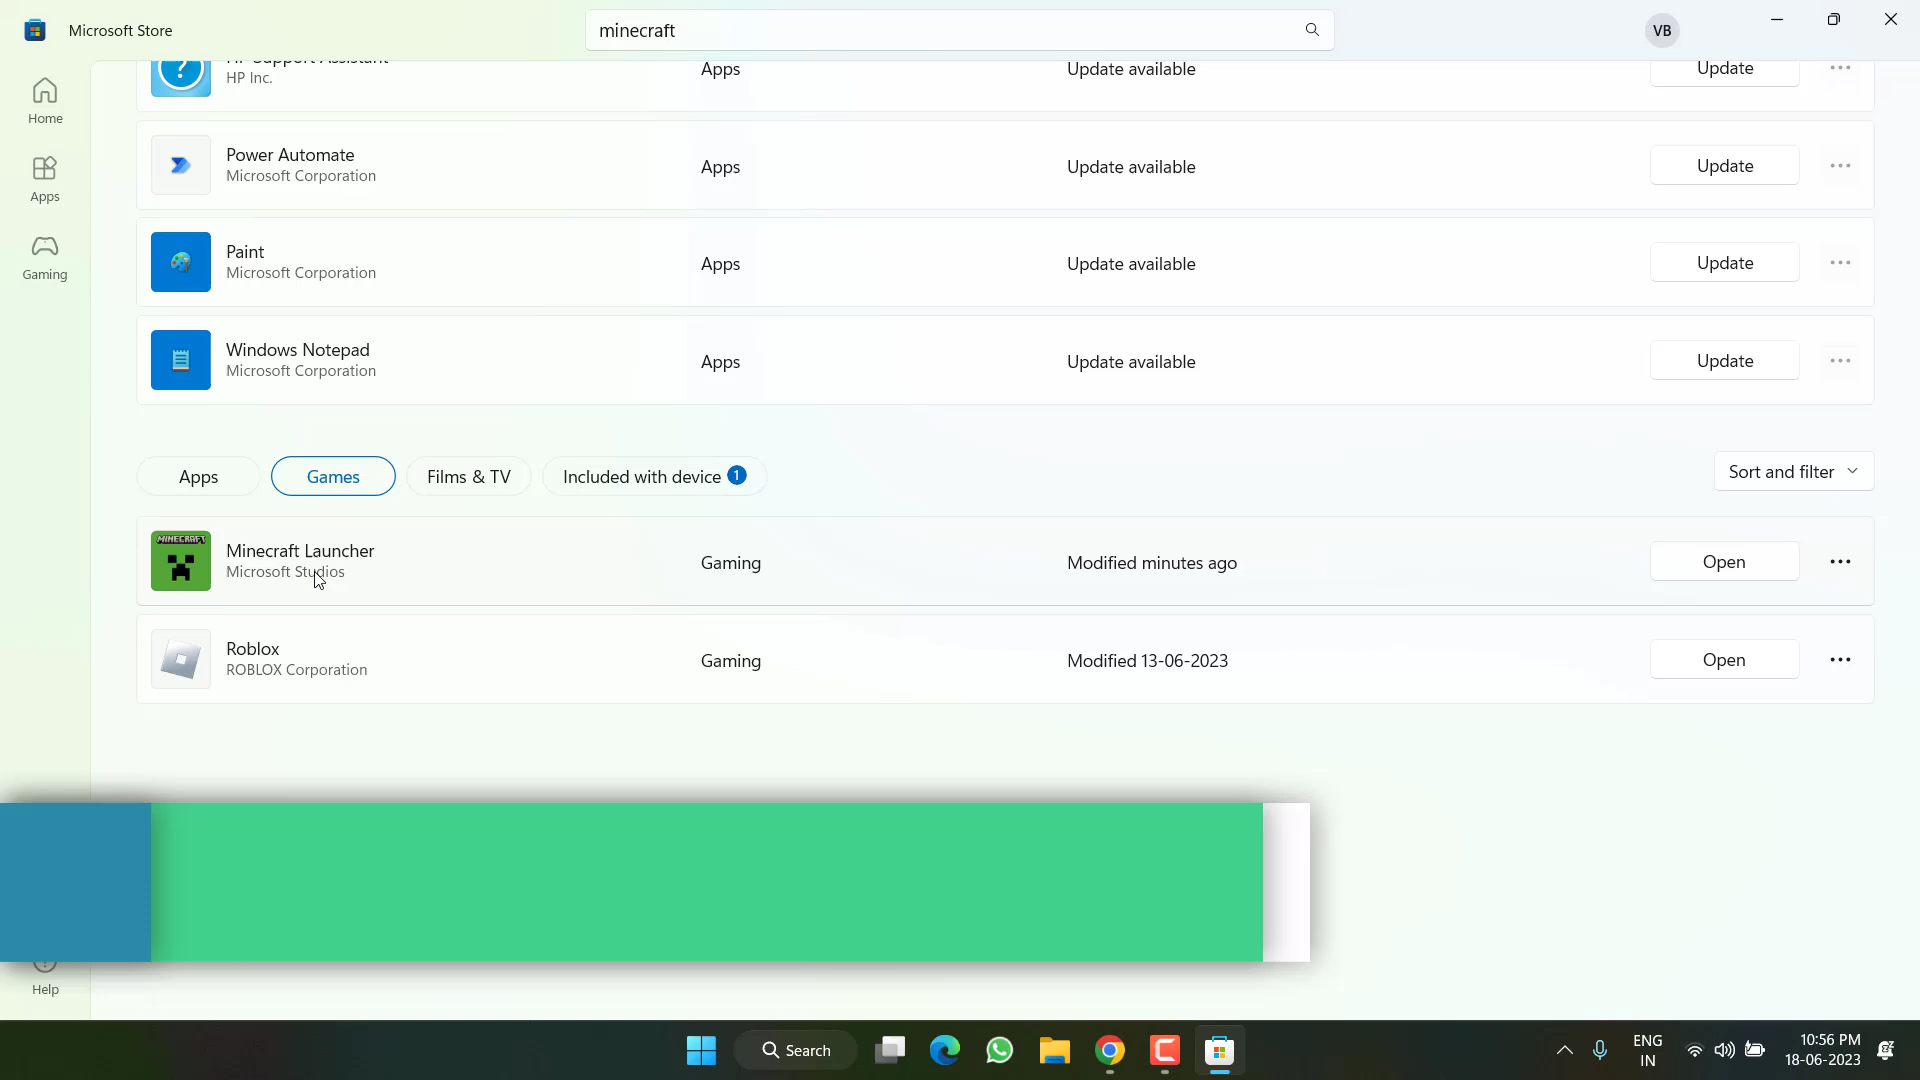 Microsoft Store
minecraft
VB
HP Support Assistant
HP Inc.
Apps
Update available
Update
Home
Power Automate
Microsoft Corporation
Apps
Update available
Update
Apps
Paint
Microsoft Corporation
Apps
Update available
Update
Gaming
Windows Notepad
Microsoft Corporation
Apps
Update available
Update
Apps
Games
Films & TV
Included with device 1
Sort and filter
MINECRAFT
Minecraft Launcher
Microsoft Studios
Gaming
Modified minutes ago
Open
Roblox
ROBLOX Corporation
Gaming
Modified 13-06-2023
Open
Help
Search
ENG
IN
10:56 PM
18-06-2023